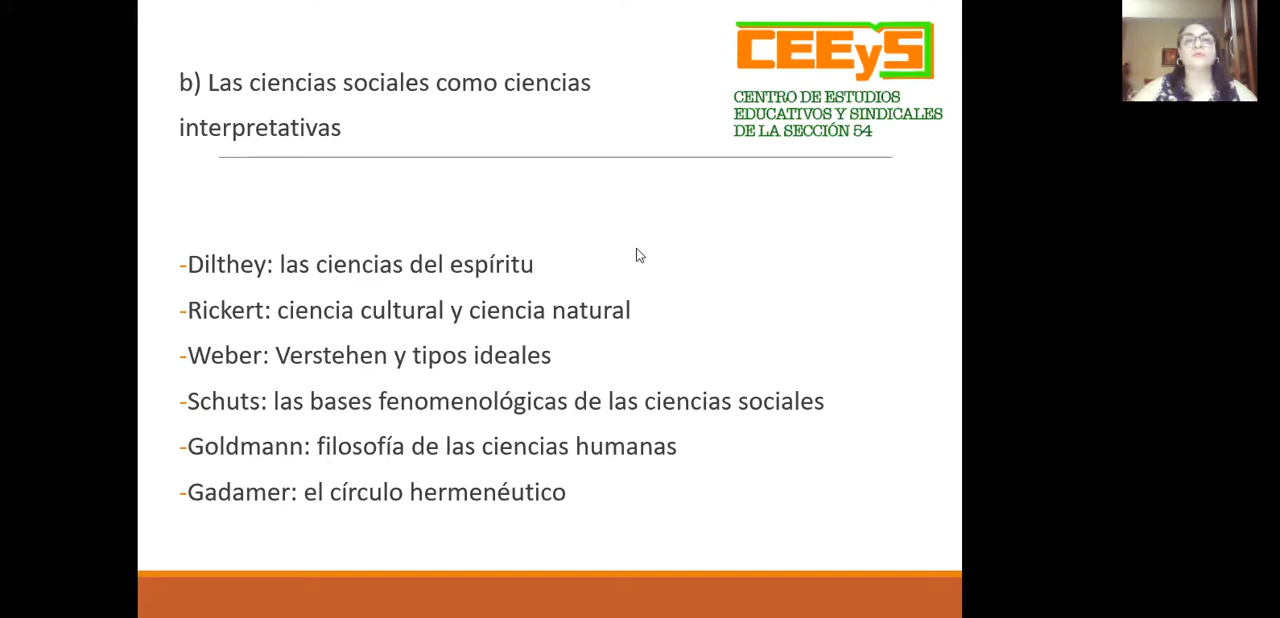 b) Las ciencias sociales como ciencias
interpretativas
CEEyS
CENTRO DE ESTUDIOS
EDUCATIVOS Y SINDICALES
DE LA SECCIÓN 54
-Dilthey: las ciencias del espíritu
-Rickert: ciencia cultural y ciencia natural
-Weber: Verstehen y tipos ideales
-Schuts: las bases fenomenológicas de las ciencias sociales
-Goldmann: filosofía de las ciencias humanas
-Gadamer: el círculo hermenéutico